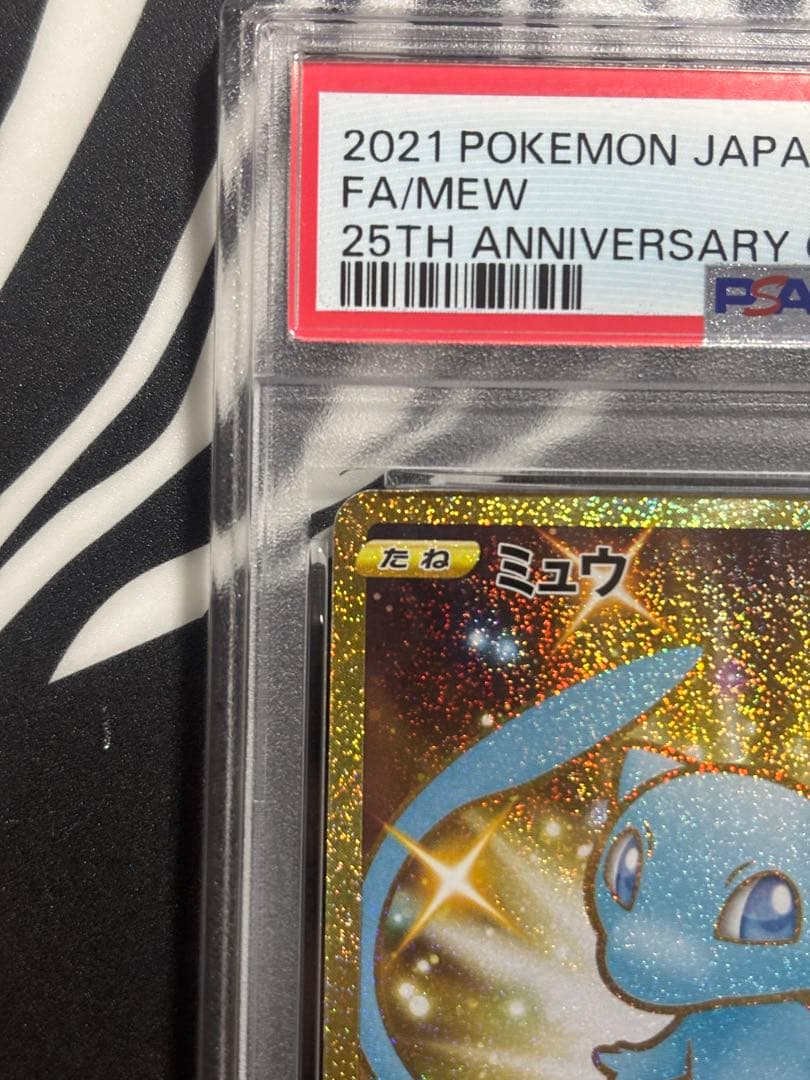 2021 POKEMON JAPA
FA/MEW
25TH ANNIVERSARY
PSA
たね ミュウ